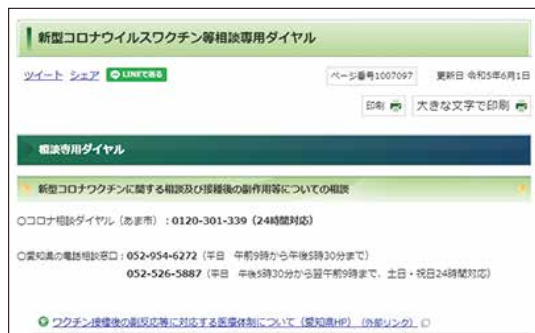 新型コロナウイルスワクチン等相談専用ダイヤル
ツイート シェア LINEで送る ページ番号1007097 更新日 令和5年6月1日
印刷 大きな文字で印刷
相談専用ダイヤル
新型コロナワクチンに関する相談及び接種後の副作用等についての相談
○コロナ相談ダイヤル（あま市）：0120-301-339（24時間対応）
○愛知県の電話相談窓口：052-954-6272（平日 午前9時から午後5時30分まで）
052-526-5887（平日 午後5時30分から翌午前9時まで、土日・祝日24時間対応）
ワクチン接種後の副反応等に対応する医療体制について（愛知県HP）（外部リンク）